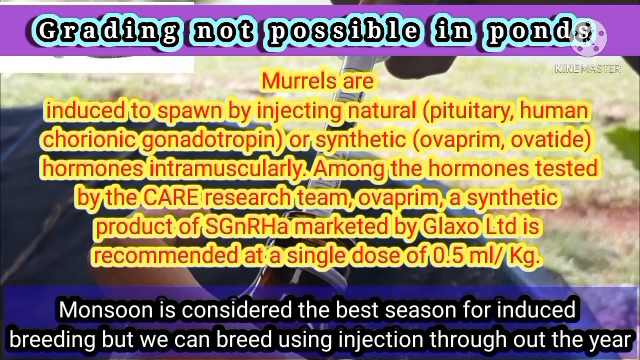 Grading not possible in ponds
KINEMASTER
Murrels are
induced to spawn by injecting natural (pituitary, human
chorionic gonadotropin) or synthetic (ovaprim, ovatide)
hormones intramuscularly. Among the hormones tested
by the CARE research team, ovaprim, a synthetic
product of SGnRHa marketed by Glaxo Ltd is
recommended at a single dose of 0.5 ml/ Kg.
Monsoon is considered the best season for induced
breeding but we can breed using injection through out the year